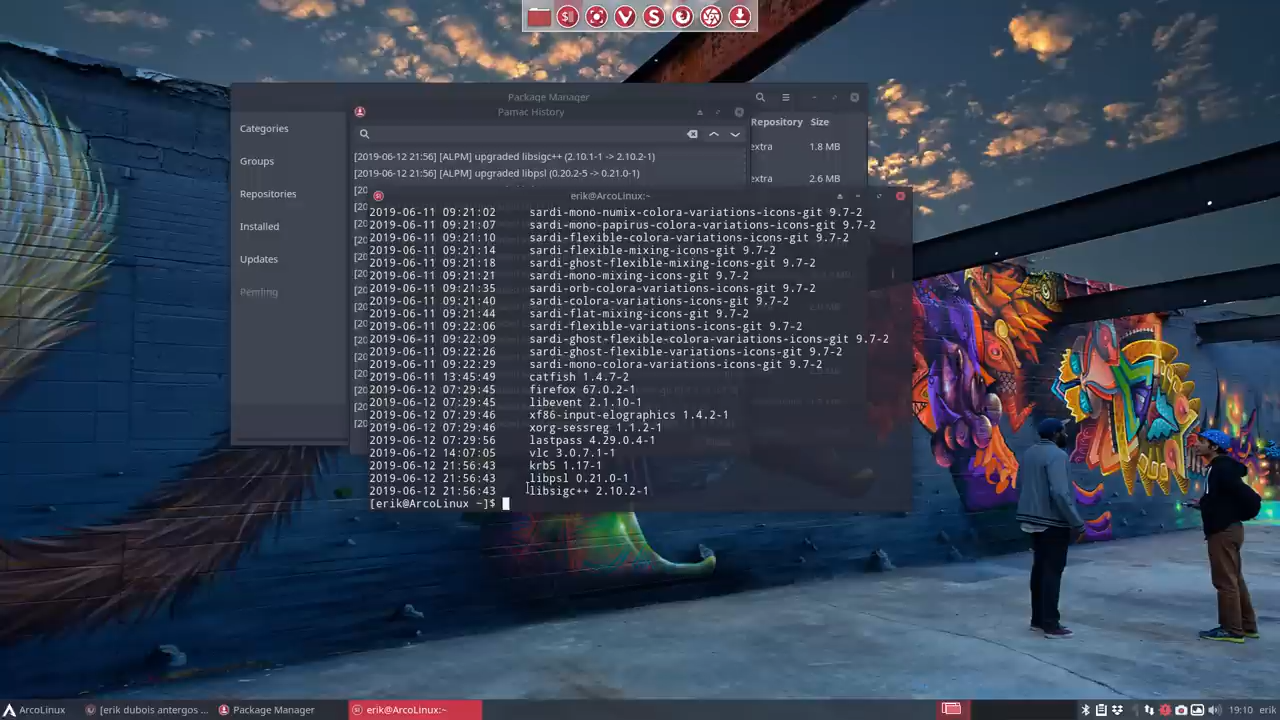 Package Manager
Pamac History
Categories
Groups
Repositories
Installed
Updates
Pending
Repository Size
extra 1.8 MB
extra 2.6 MB
[2019-06-12 21:56] [ALPM] upgraded libsigc++ (2.10.1-1 -> 2.10.2-1)
[2019-06-12 21:56] [ALPM] upgraded libpsl (0.20.2-5 -> 0.21.0-1)
erik@ArcoLinux:~
2019-06-11 09:21:02 sardi-mono-numix-colora-variations-icons-git 9.7-2
2019-06-11 09:21:07 sardi-mono-papirus-colora-variations-icons-git 9.7-2
2019-06-11 09:21:10 sardi-flexible-colora-variations-icons-git 9.7-2
2019-06-11 09:21:14 sardi-flexible-mixing-icons-git 9.7-2
2019-06-11 09:21:18 sardi-ghost-flexible-mixing-icons-git 9.7-2
2019-06-11 09:21:21 sardi-mono-mixing-icons-git 9.7-2
2019-06-11 09:21:35 sardi-orb-colora-variations-icons-git 9.7-2
2019-06-11 09:21:40 sardi-colora-variations-icons-git 9.7-2
2019-06-11 09:21:44 sardi-flat-mixing-icons-git 9.7-2
2019-06-11 09:22:06 sardi-flexible-variations-icons-git 9.7-2
2019-06-11 09:22:09 sardi-ghost-flexible-colora-variations-icons-git 9.7-2
2019-06-11 09:22:26 sardi-ghost-flexible-variations-icons-git 9.7-2
2019-06-11 09:22:29 sardi-mono-colora-variations-icons-git 9.7-2
2019-06-11 13:45:49 catfish 1.4.7-2
2019-06-12 07:29:45 firefox 67.0.2-1
2019-06-12 07:29:45 libevent 2.1.10-1
2019-06-12 07:29:46 xf86-input-elographics 1.4.2-1
2019-06-12 07:29:46 xorg-sessreg 1.1.2-1
2019-06-12 07:29:56 lastpass 4.29.0.4-1
2019-06-12 14:07:05 vlc 3.0.7.1-1
2019-06-12 21:56:43 krb5 1.17-1
2019-06-12 21:56:43 libpsl 0.21.0-1
2019-06-12 21:56:43 libsigc++ 2.10.2-1
[erik@ArcoLinux ~]$
ArcoLinux
[erik dubois antergos ...
Package Manager
erik@ArcoLinux:~
19:10 erik